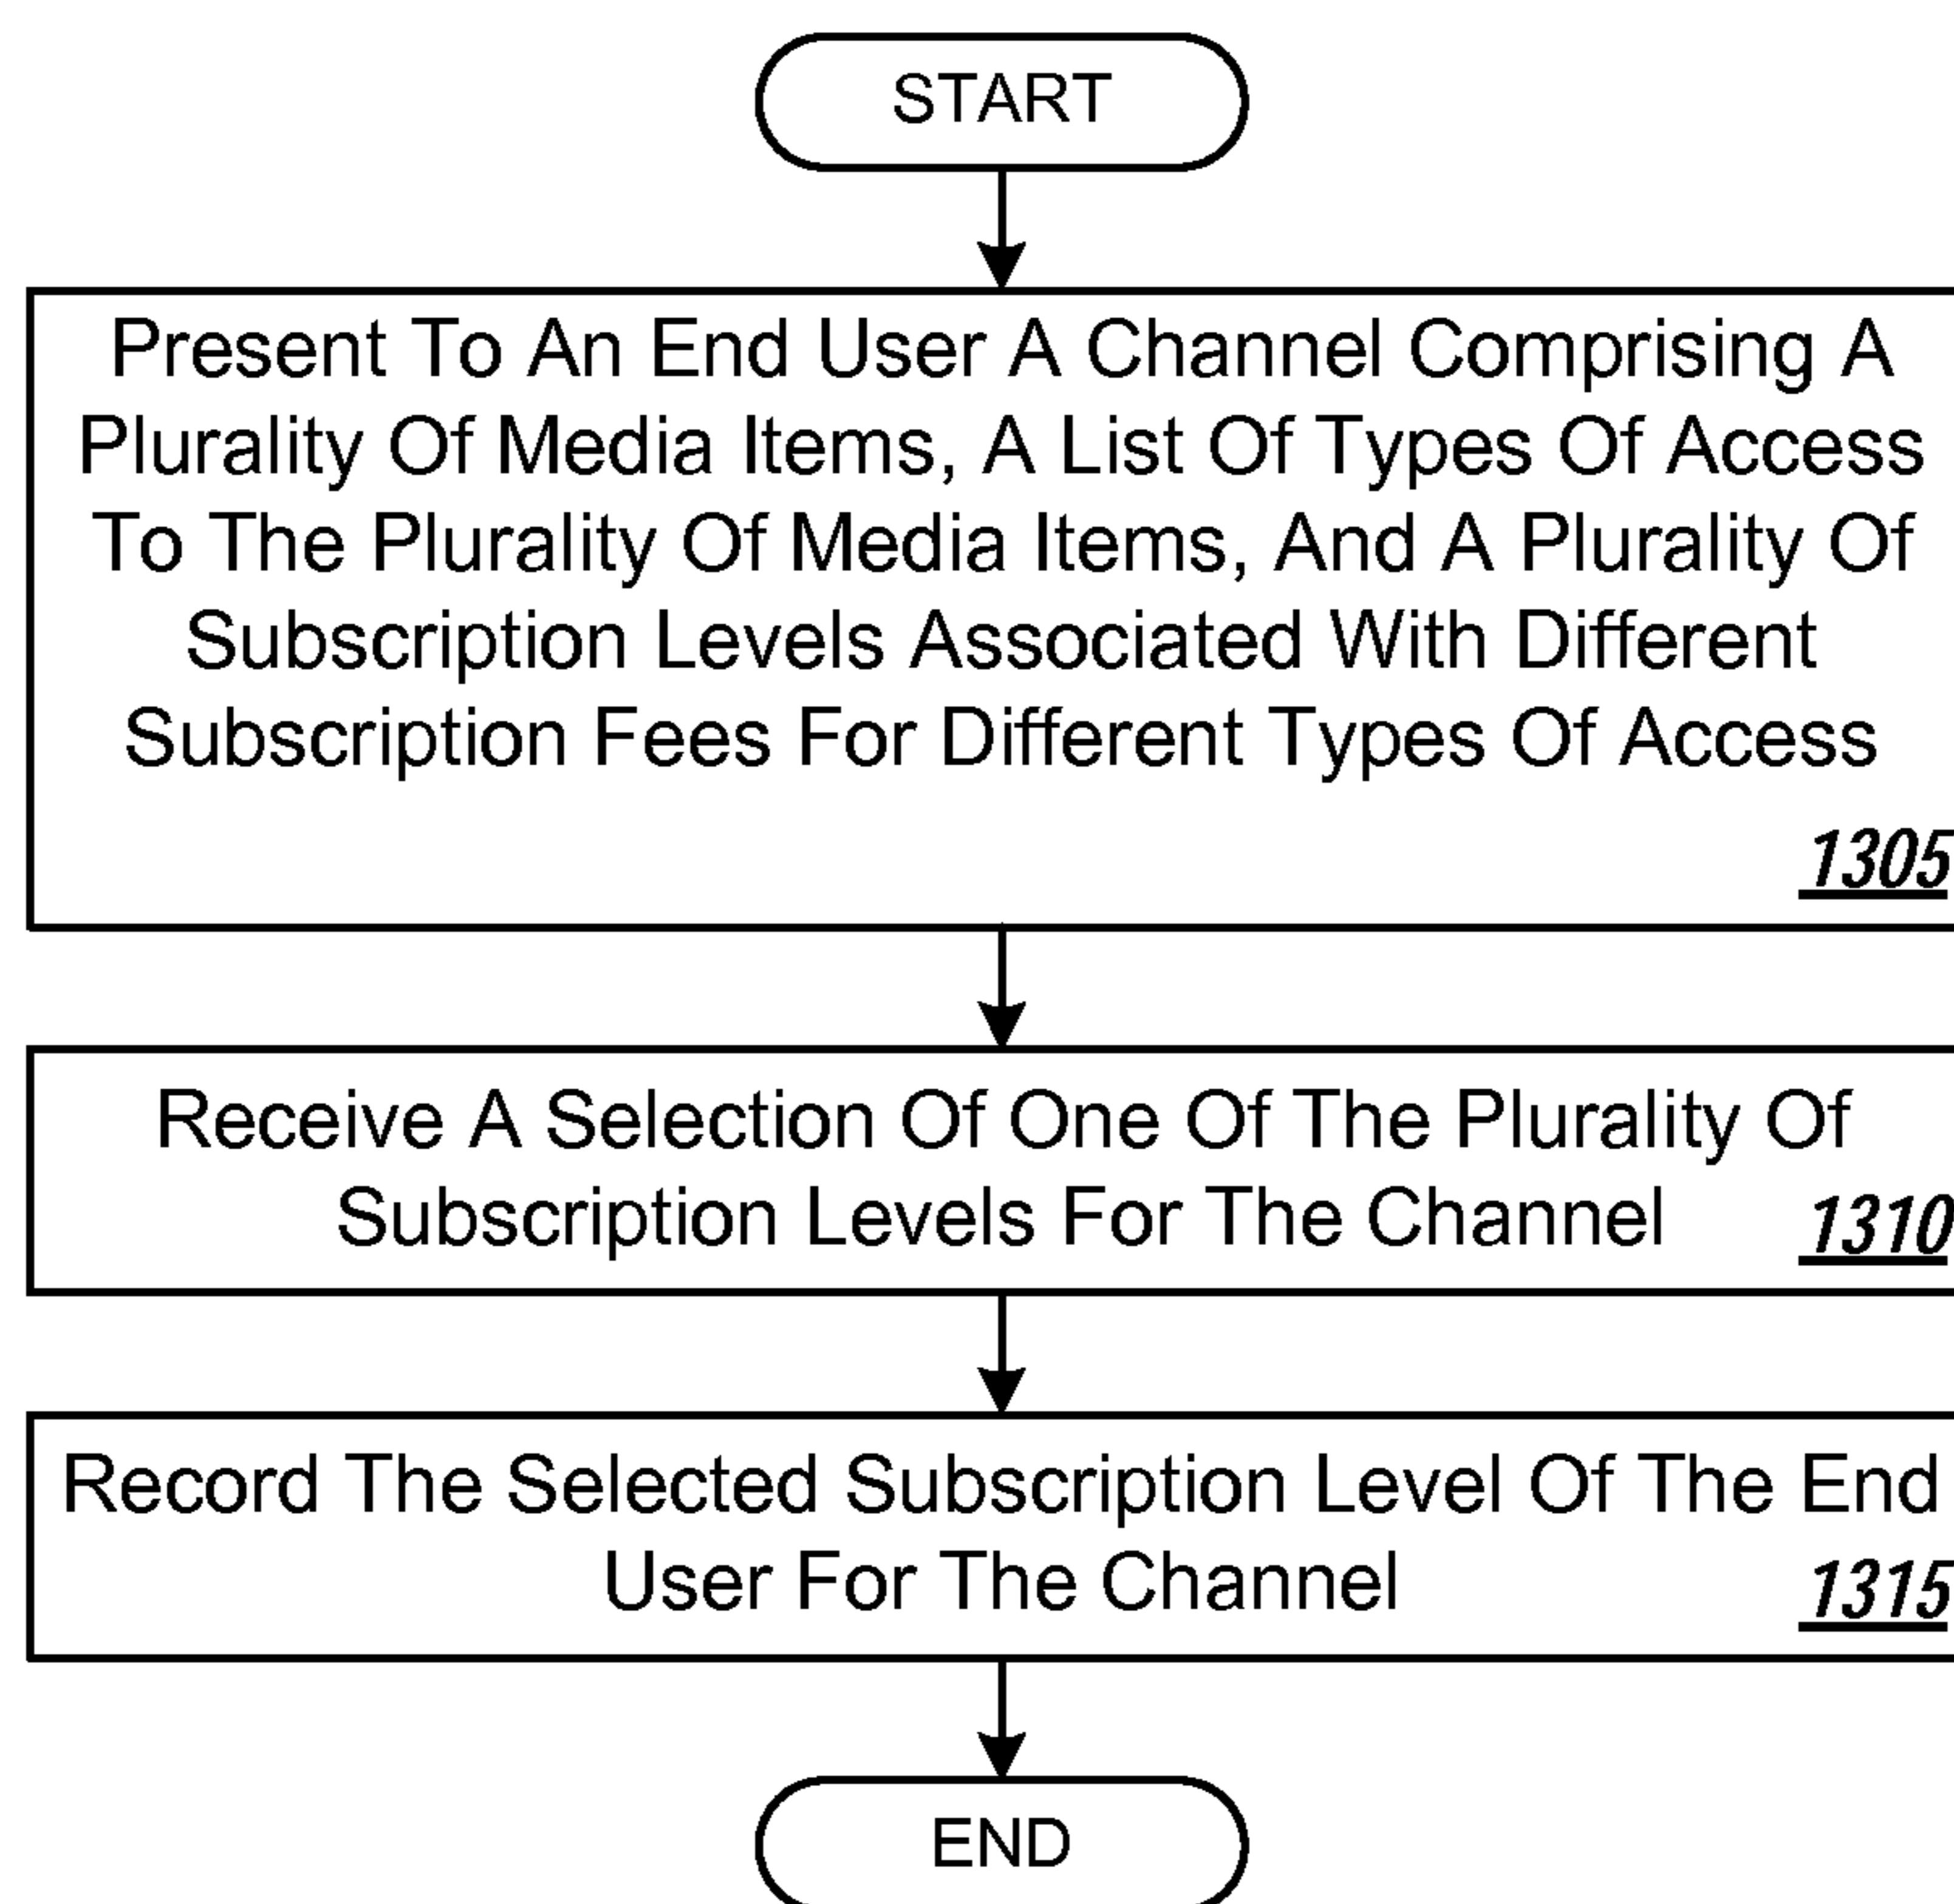 START
Present To An End User A Channel Comprising A
Plurality Of Media Items, A List Of Types Of Access
To The Plurality Of Media Items, And A Plurality Of
Subscription Levels Associated With Different
Subscription Fees For Different Types Of Access
1305
Receive A Selection Of One Of The Plurality Of
Subscription Levels For The Channel 1310
Record The Selected Subscription Level Of The End
User For The Channel 1315
END